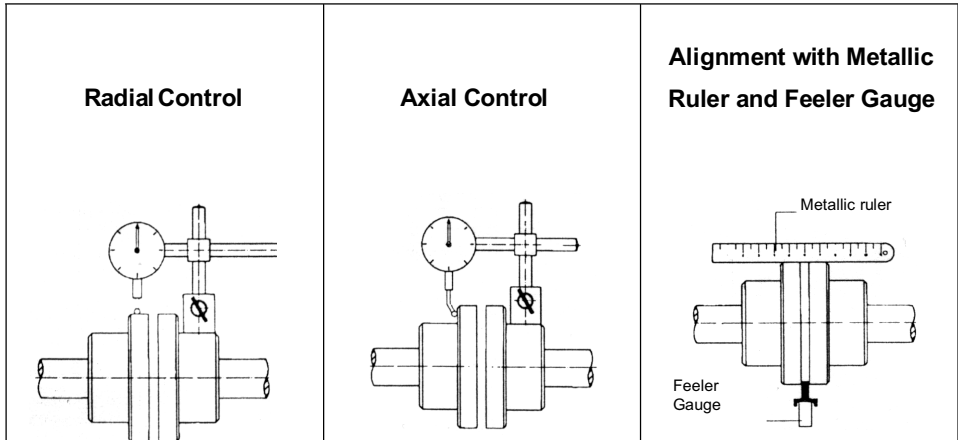 Radial Control
Axial Control
Alignment with Metallic
Ruler and Feeler Gauge
Metallic ruler
Feeler
Gauge